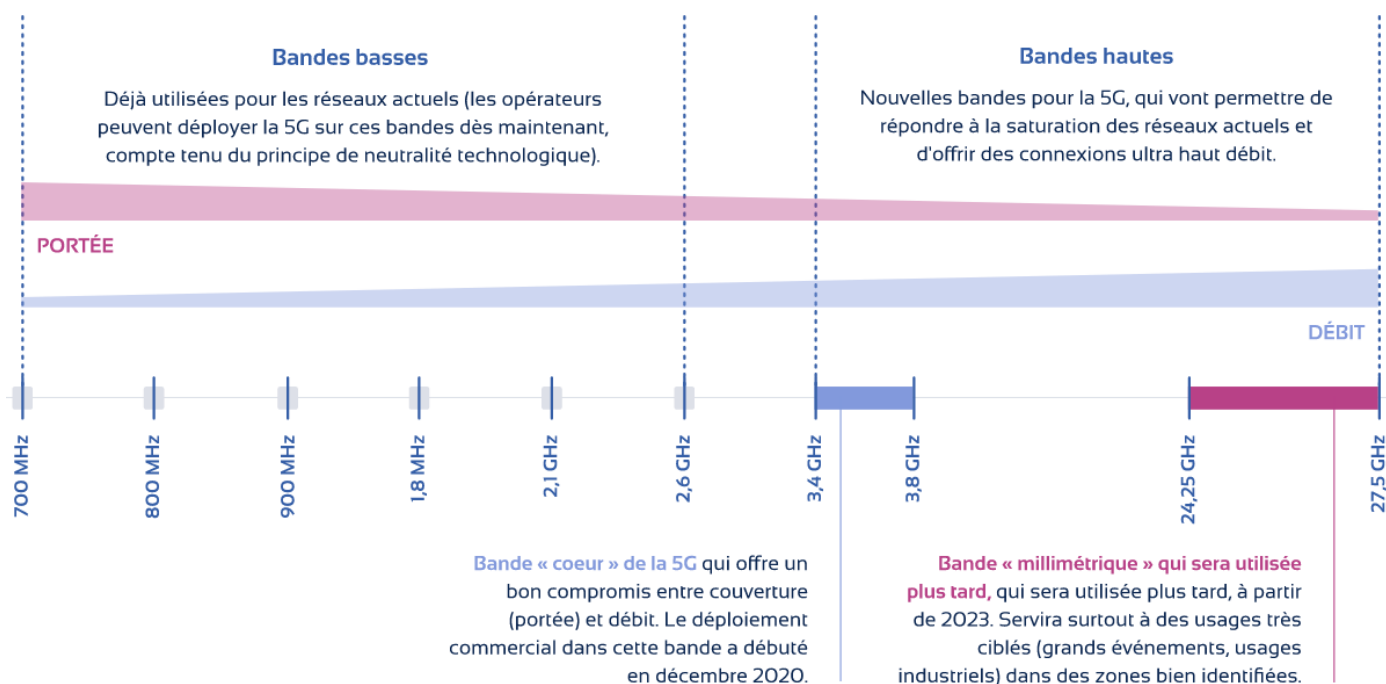 Bandes basses
Déjà utilisées pour les réseaux actuels (les opérateurs
peuvent déployer la 5G sur ces bandes dès maintenant,
compte tenu du principe de neutralité technologique).
Bandes hautes
Nouvelles bandes pour la 5G, qui vont permettre de
répondre à la saturation des réseaux actuels et
d'offrir des connexions ultra haut débit.
PORTÉE
DÉBIT
700 MHz
800 MHz
900 MHz
1,8 MHz
2,1 GHz
2,6 GHz
3,4 GHz
3,8 GHz
24,25 GHz
27,5 GHz
Bande « coeur » de la 5G qui offre un
bon compromis entre couverture
(portée) et débit. Le déploiement
commercial dans cette bande a débuté
en décembre 2020.
Bande « millimétrique » qui sera utilisée
plus tard, qui sera utilisée plus tard, à partir
de 2023. Servira surtout à des usages très
ciblés (grands événements, usages
industriels) dans des zones bien identifiées.